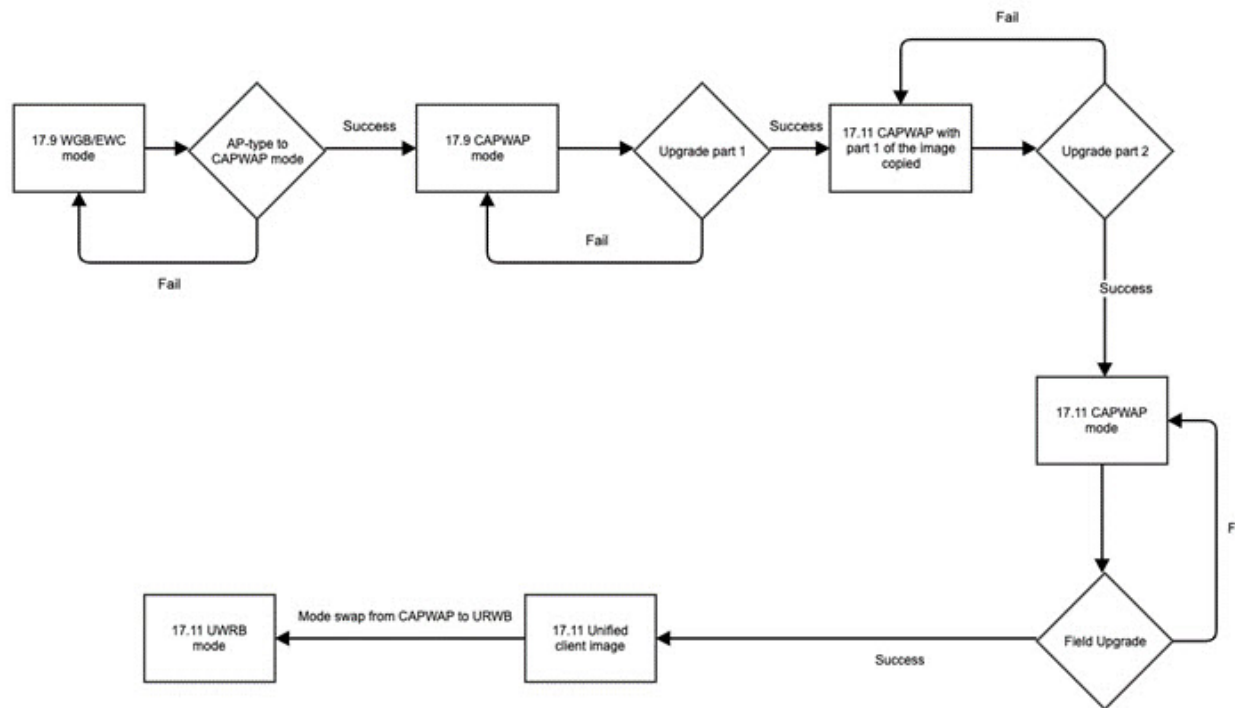 Fail
17.9 WGB/EWC
mode
AP-type to
CAPWAP mode
Success
17.9 CAPWAP
mode
Upgrade part 1
Success
17.11 CAPWAP with
part 1 of the image
copied
Upgrade part 2
Fail
Fail
Success
17.11 CAPWAP
mode
F
Mode swap from CAPWAP to URWB
17.11 UWRB
mode
17.11 Unified
client image
Success
Field Upgrade